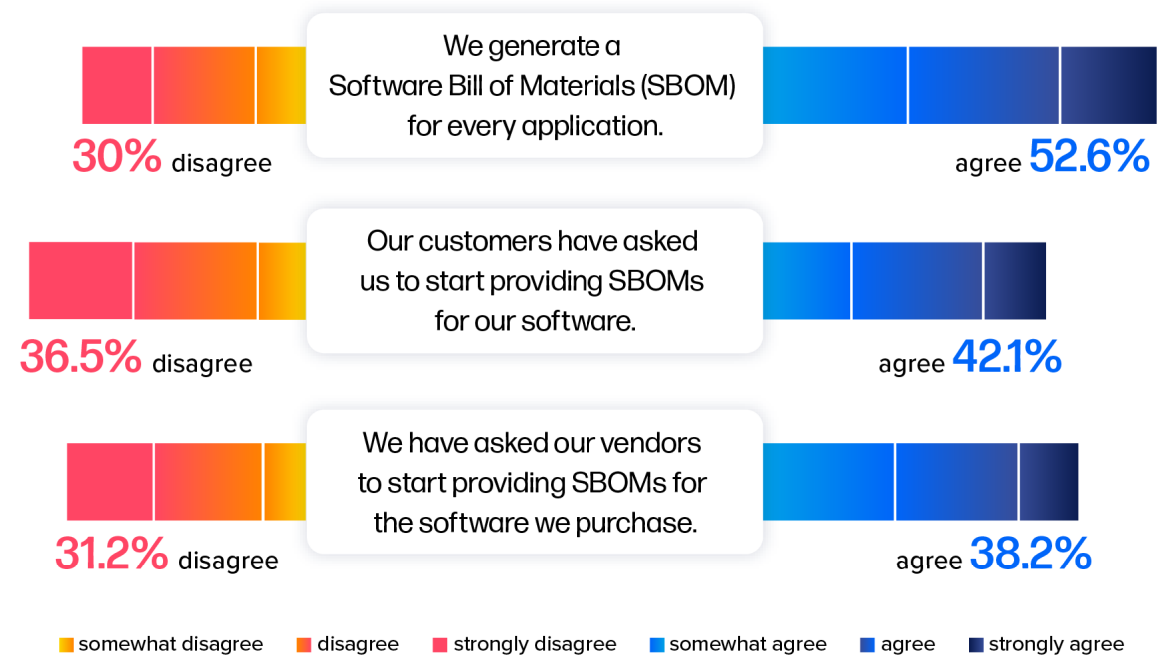 We generate a
Software Bill of Materials (SBOM)
for every application.
30% disagree
agree 52.6%
Our customers have asked
us to start providing SBOMs
for our software.
36.5% disagree
agree 42.1%
We have asked our vendors
to start providing SBOMs for
the software we purchase.
31.2% disagree
agree 38.2%
somewhat disagree disagree strongly disagree somewhat agree agree strongly agree